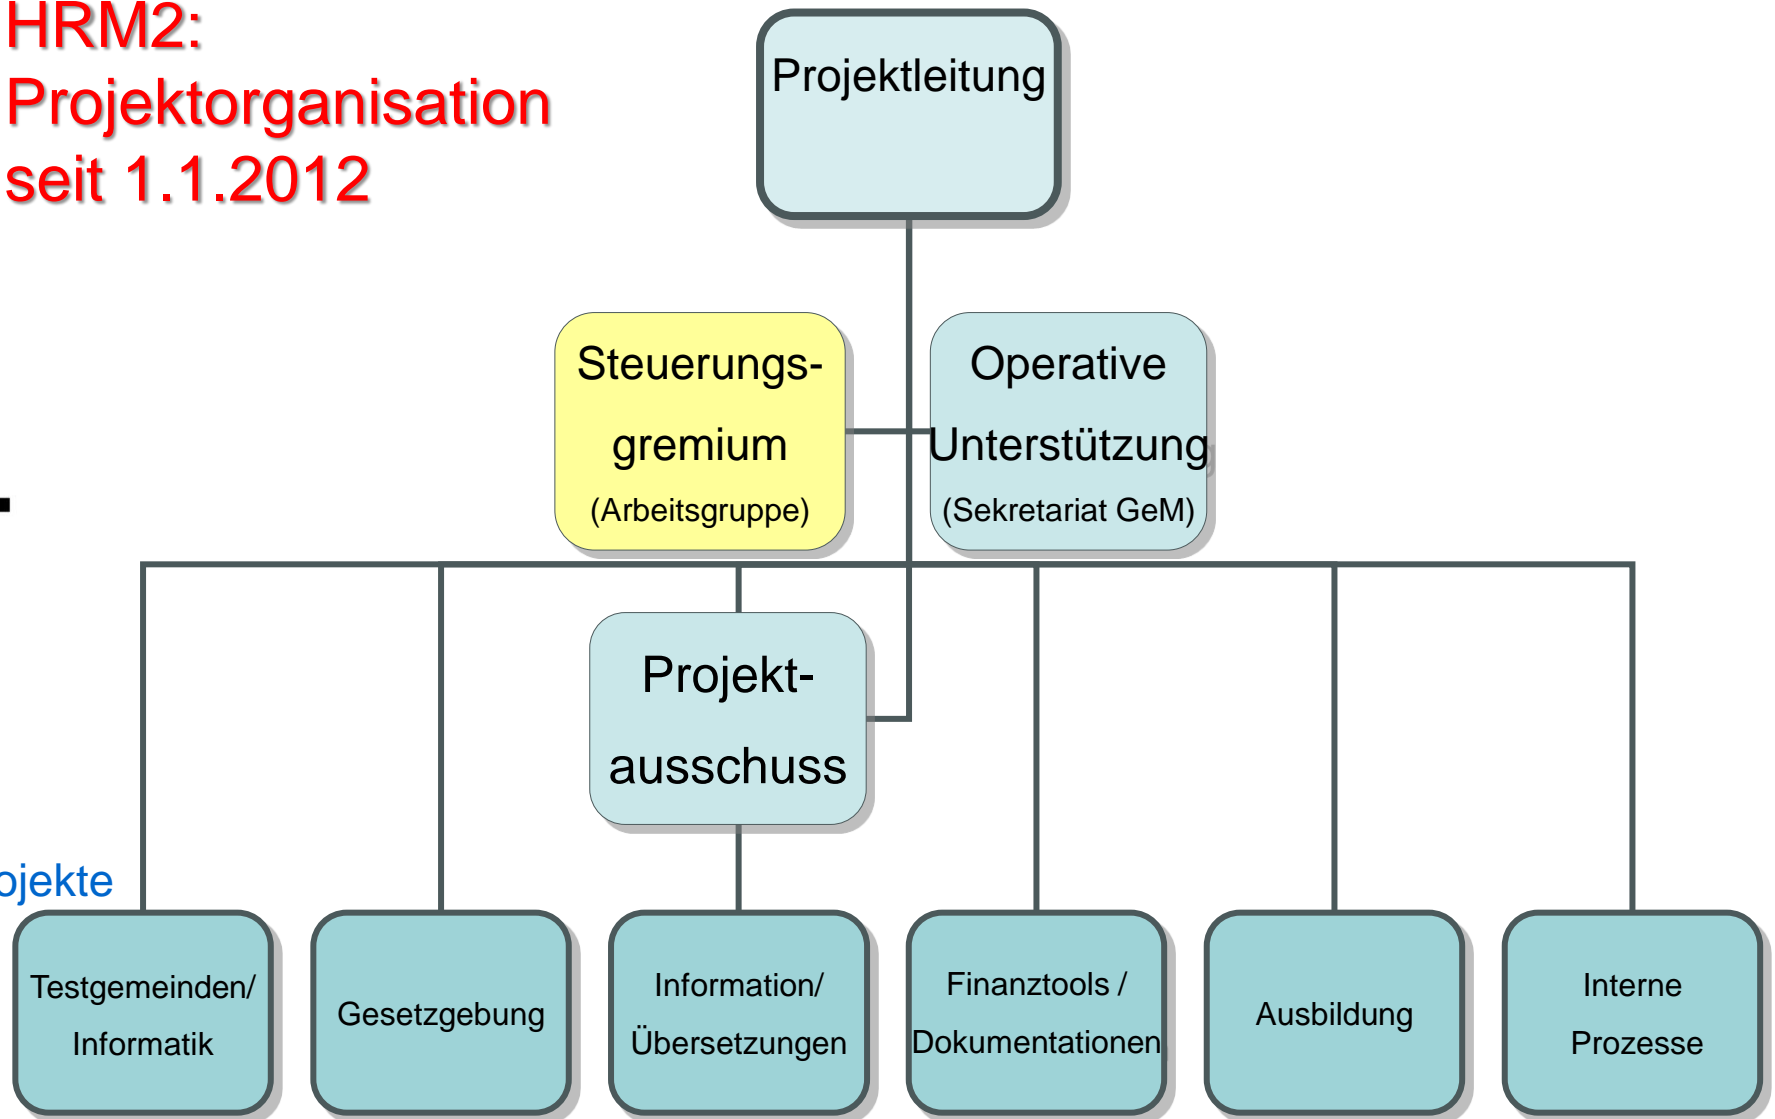 HRM2:
Projektorganisation
seit 1.1.2012
Projektleitung
Steuerungs-
gremium
(Arbeitsgruppe)
Operative
Unterstützung
(Sekretariat GeM)
Projekt-
ausschuss
ojekte
Testgemeinden/
Informatik
Gesetzgebung
Information/
Übersetzungen
Finanztools /
Dokumentationen
Ausbildung
Interne
Prozesse